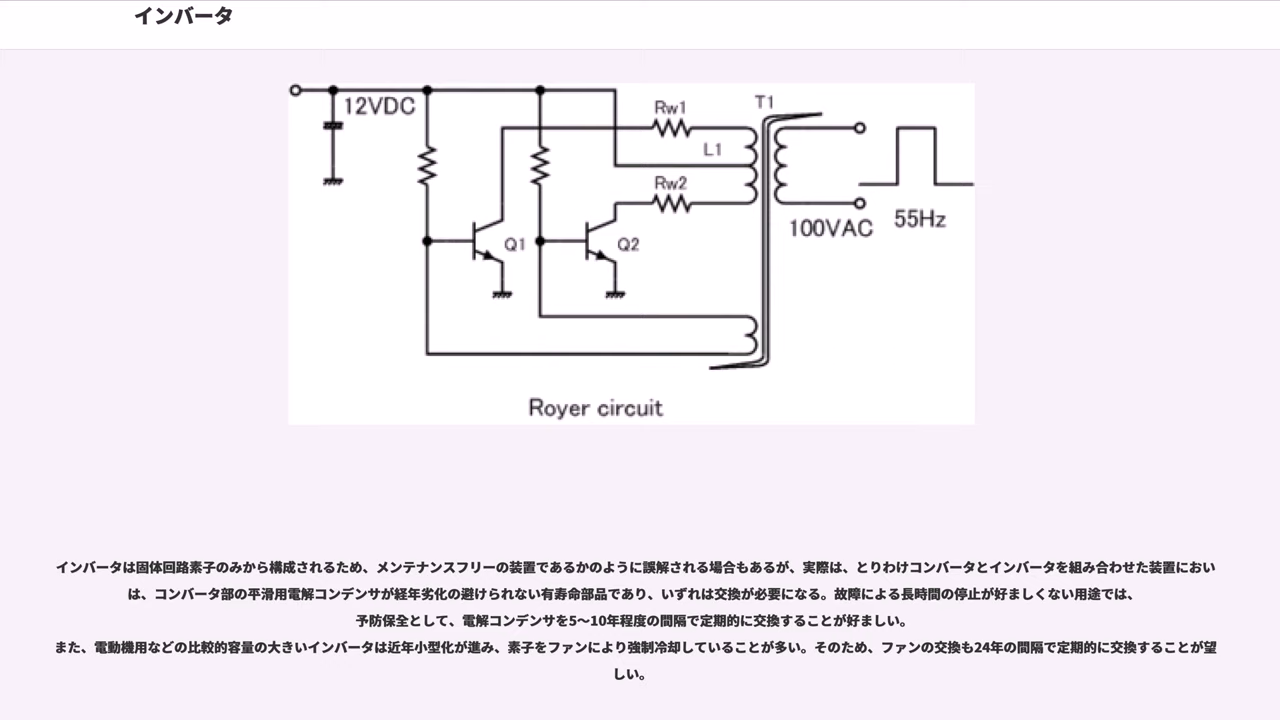 インバータ
12VDC
Rw1
T1
L1
Rw2
100VAC
55Hz
Q1
Q2
Royer circuit
インバータは固体回路素子のみから構成されるため、メンテナンスフリーの装置であるかのように誤解される場合もあるが、実際は、とりわけコンバータとインバータを組み合わせた装置におい
は、コンバータ部の平滑用電解コンデンサが経年劣化の避けられない有寿命部品であり、いずれは交換が必要になる。故障による長時間の停止が好ましくない用途では、
予防保全として、電解コンデンサを5〜10年程度の間隔で定期的に交換することが好ましい。
また、電動機用などの比較的容量の大きいインバータは近年小型化が進み、素子をファンにより強制冷却していることが多い。そのため、ファンの交換も24年の間隔で定期的に交換することが望
しい。